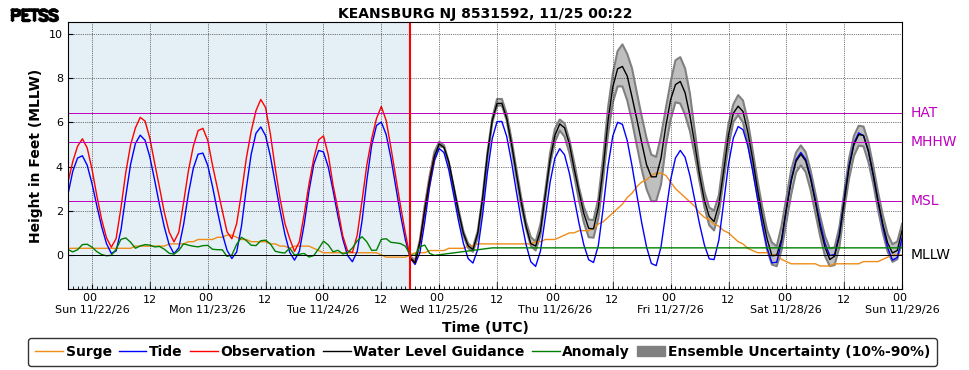 PETSS
KEANSBURG NJ 8531592, 11/25 00:22
Height in Feet (MLLW)
10
8
6
4
2
0
HAT
MHHW
MSL
MLLW
00 12 00 12 00 12 00 12 00 12 00 12 00 12 00
Sun 11/22/26 Mon 11/23/26 Tue 11/24/26 Wed 11/25/26 Thu 11/26/26 Fri 11/27/26 Sat 11/28/26 Sun 11/29/26
Time (UTC)
Surge Tide Observation Water Level Guidance Anomaly Ensemble Uncertainty (10%-90%)